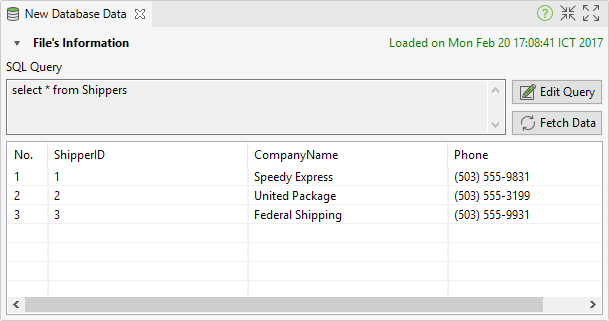 New Database Data
File's Information Loaded on Mon Feb 20 17:08:41 ICT 2017
SQL Query
select * from Shippers
Edit Query
Fetch Data
No. ShipperID CompanyName Phone
1 1 Speedy Express (503) 555-9831
2 2 United Package (503) 555-3199
3 3 Federal Shipping (503) 555-9931